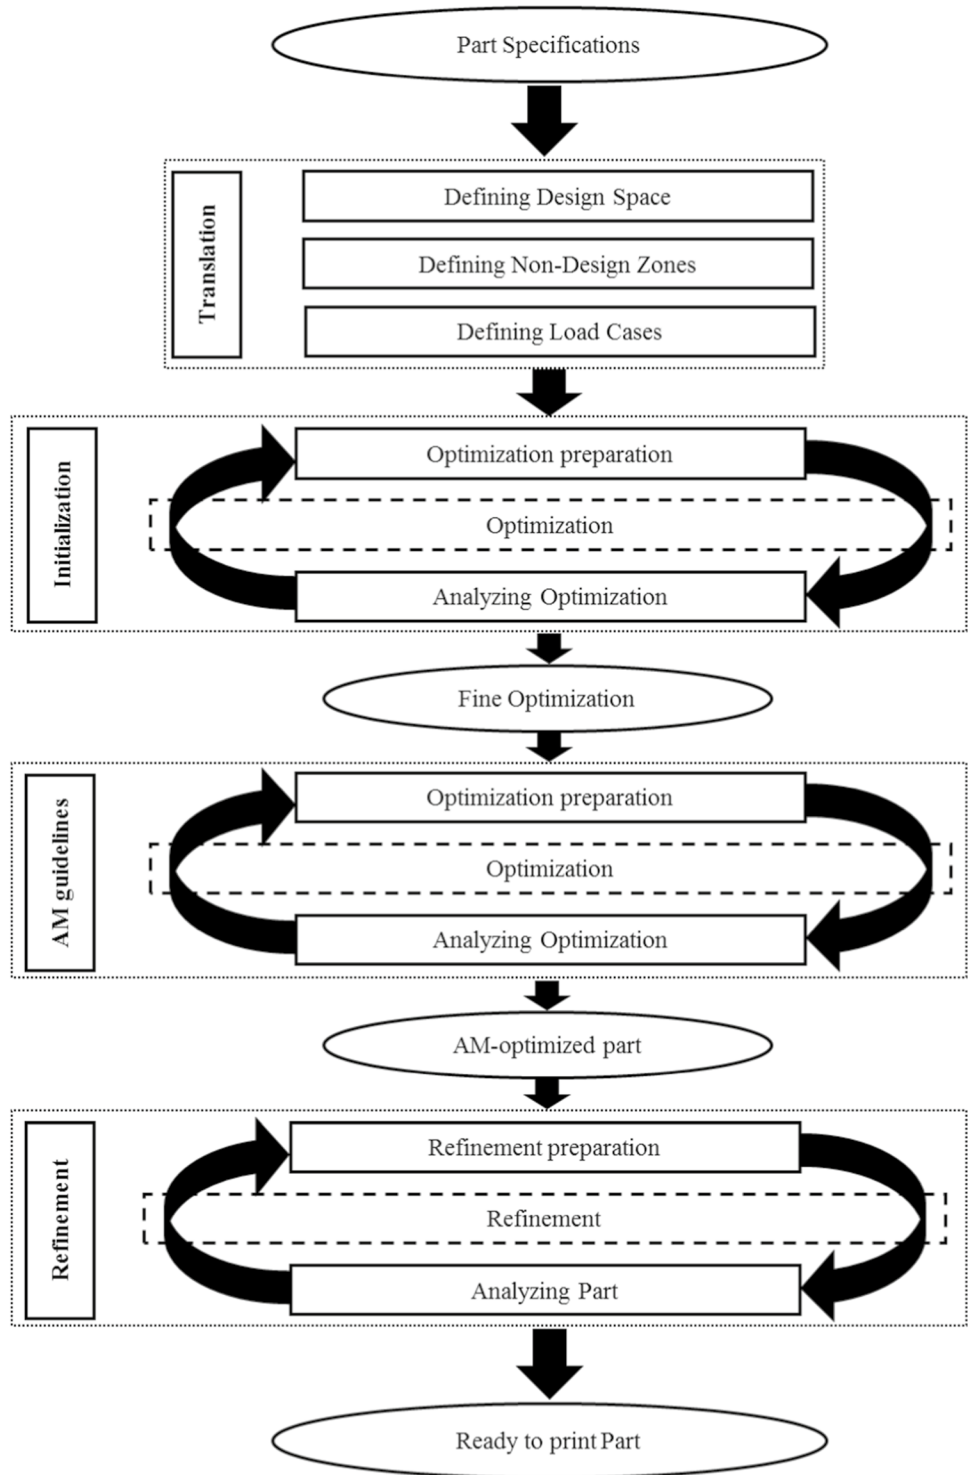 Part Specifications
Translation
Defining Design Space
Defining Non-Design Zones
Defining Load Cases
Initialization
Optimization preparation
Optimization
Analyzing Optimization
Fine Optimization
AM guidelines
Optimization preparation
Optimization
Analyzing Optimization
AM-optimized part
Refinement
Refinement preparation
Refinement
Analyzing Part
Ready to print Part